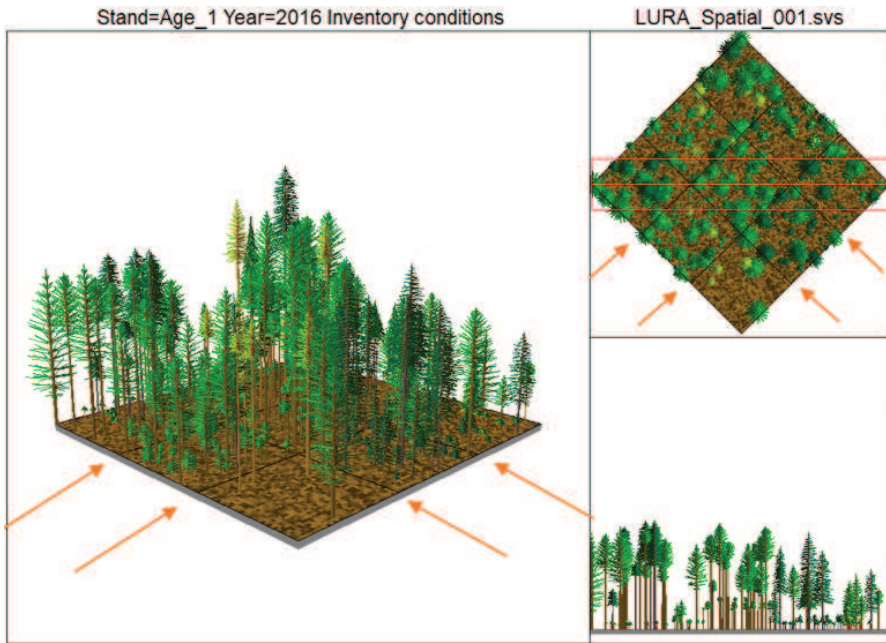 Stand=Age_1 Year=2016 Inventory conditions
LURA_Spatial_001.svs